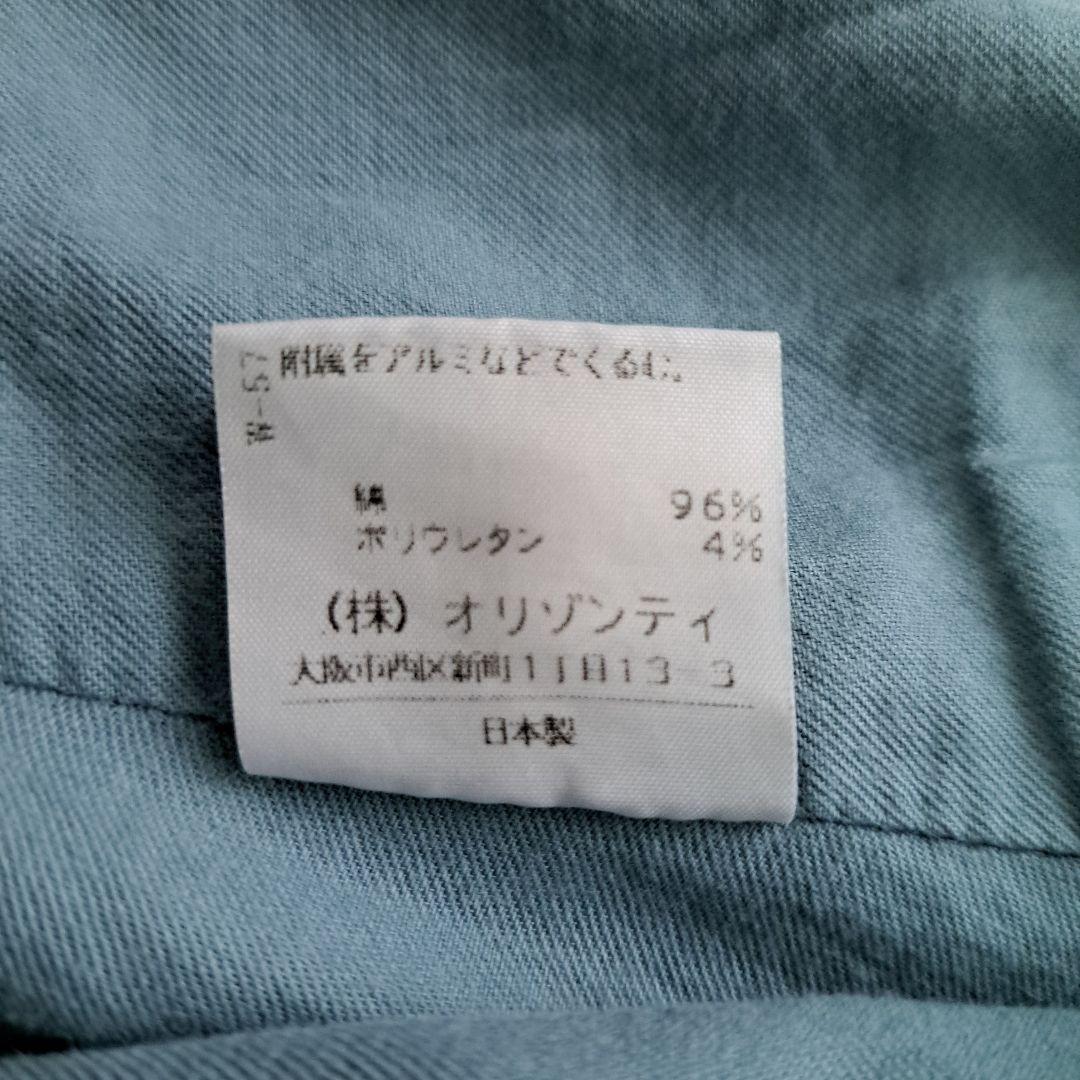 附属をアルミなどでくるむ。
綿 96%
ポリウレタン 4%
(株)オリゾンティ
大阪市西区新町1丁目13-3
日本製